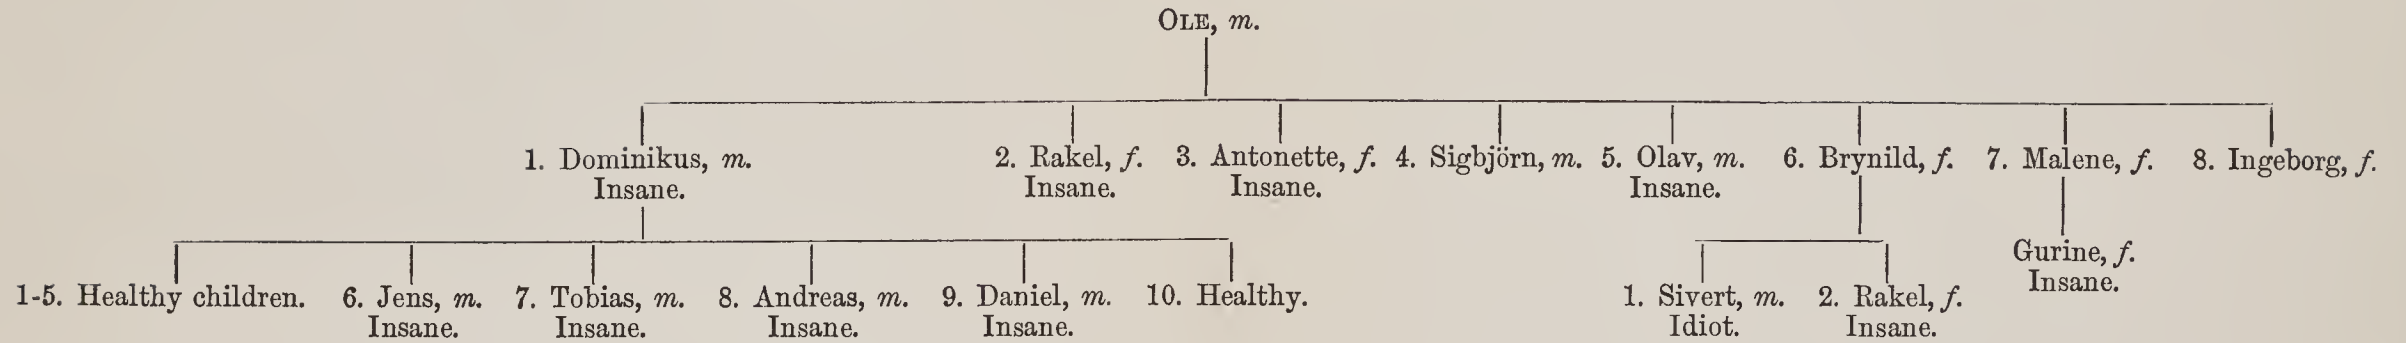 OLE, m.
1. Dominikus, m. 2. Rakel, f. 3. Antonette, f. 4. Sigbjörn, m. 5. Olav, m. 6. Brynild, f. 7. Malene, f. 8. Ingeborg, f.
Insane. Insane. Insane. Insane.
Gurine, f.
Insane.
1-5. Healthy children. 6. Jens, m. 7. Tobias, m. 8. Andreas, m. 9. Daniel, m. 10. Healthy. 1. Sivert, m. 2. Rakel, f.
Insane. Insane. Insane. Insane. Idiot. Insane.